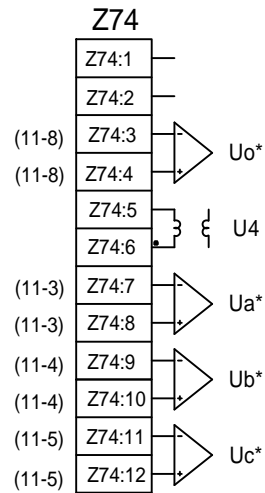 Z74
Z74:1
Z74:2
(11-8) Z74:3 -
Uo*
(11-8) Z74:4 +
Z74:5
U4
Z74:6
(11-3) Z74:7 -
Ua*
(11-3) Z74:8 +
(11-4) Z74:9 -
Ub*
(11-4) Z74:10 +
(11-5) Z74:11 -
Uc*
(11-5) Z74:12 +